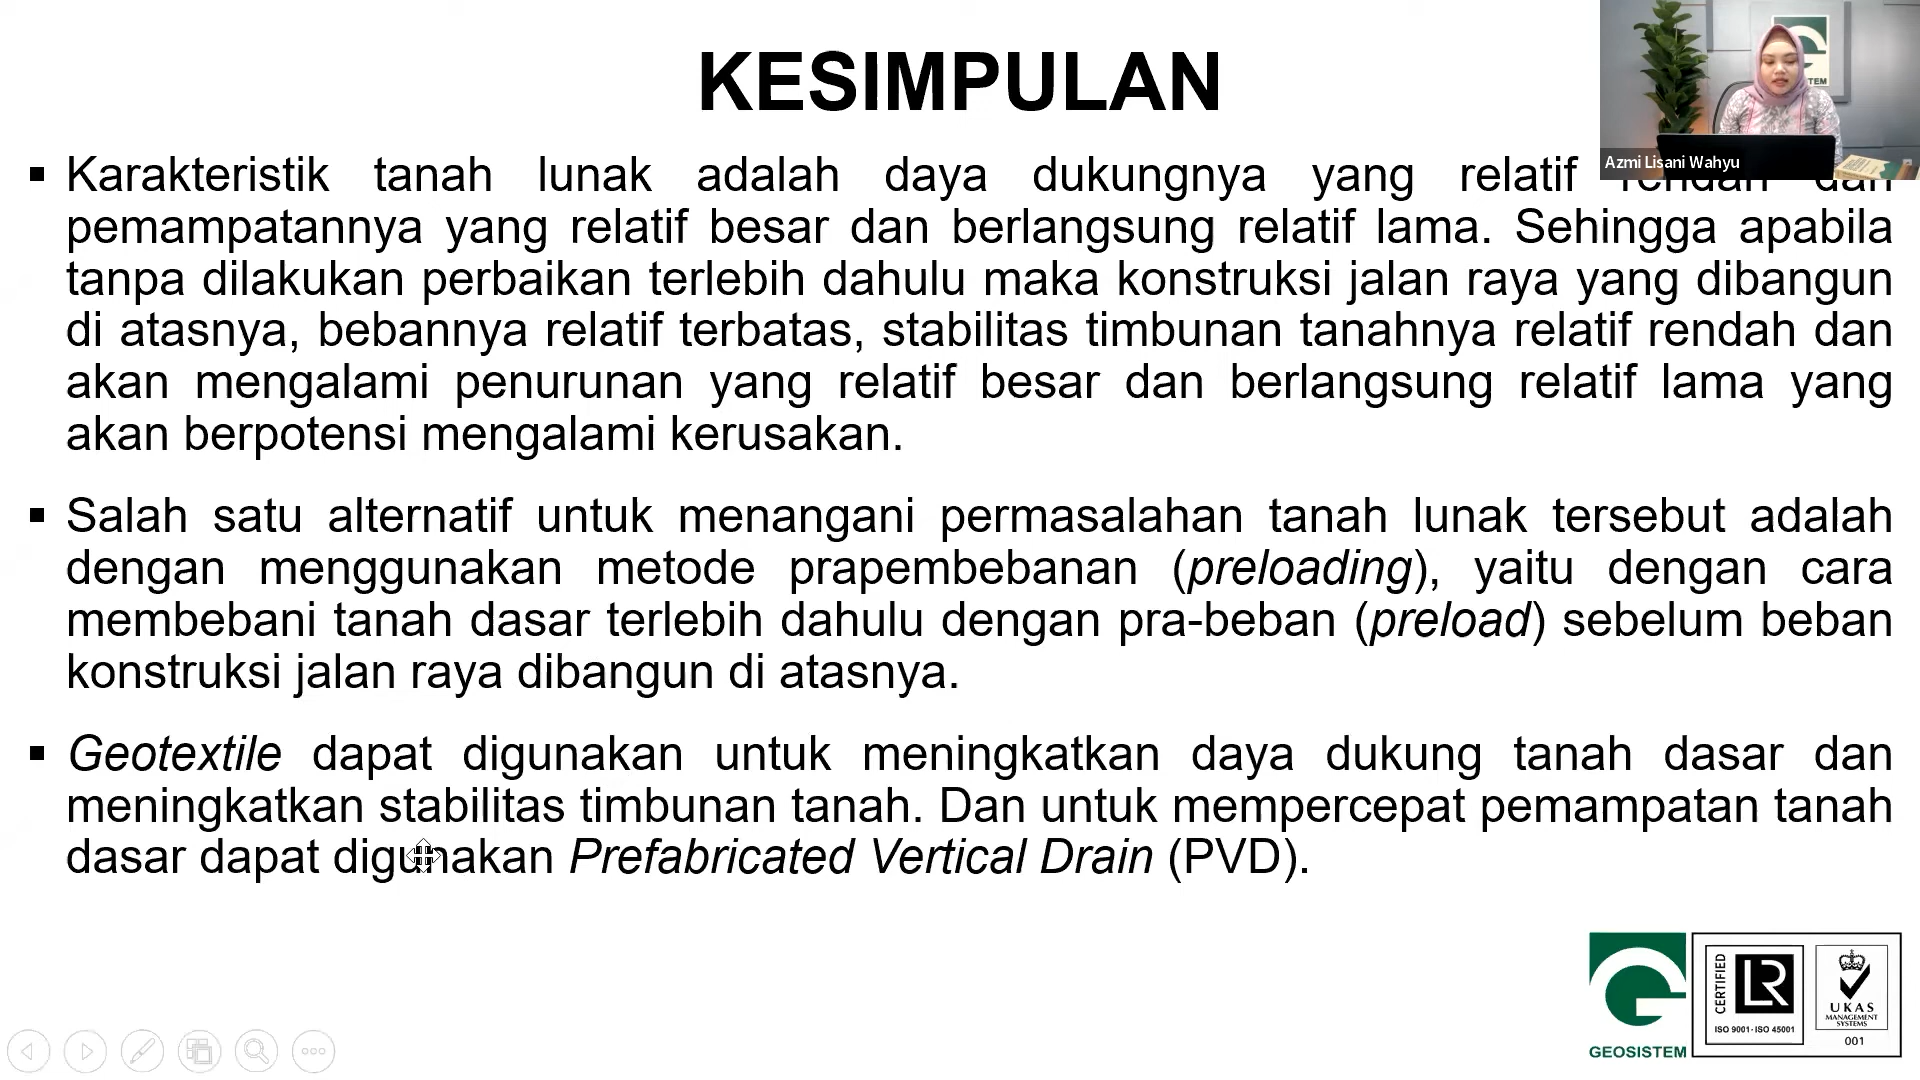 KESIMPULAN
TEM
Azmi Lisani Wahyu
▪ Karakteristik tanah lunak adalah daya dukungnya yang relatif rendah dan
pemampatannya yang relatif besar dan berlangsung relatif lama. Sehingga apabila
tanpa dilakukan perbaikan terlebih dahulu maka konstruksi jalan raya yang dibangun
di atasnya, bebannya relatif terbatas, stabilitas timbunan tanahnya relatif rendah dan
akan mengalami penurunan yang relatif besar dan berlangsung relatif lama yang
akan berpotensi mengalami kerusakan.
▪ Salah satu alternatif untuk menangani permasalahan tanah lunak tersebut adalah
dengan menggunakan metode prapembebanan (preloading), yaitu dengan cara
membebani tanah dasar terlebih dahulu dengan pra-beban (preload) sebelum beban
konstruksi jalan raya dibangun di atasnya.
▪ Geotextile dapat digunakan untuk meningkatkan daya dukung tanah dasar dan
meningkatkan stabilitas timbunan tanah. Dan untuk mempercepat pemampatan tanah
dasar dapat digunakan Prefabricated Vertical Drain (PVD).
GEOSISTEM
CERTIFIED
LR
ISO 9001 · ISO 45001
UKAS
MANAGEMENT
SYSTEMS
001